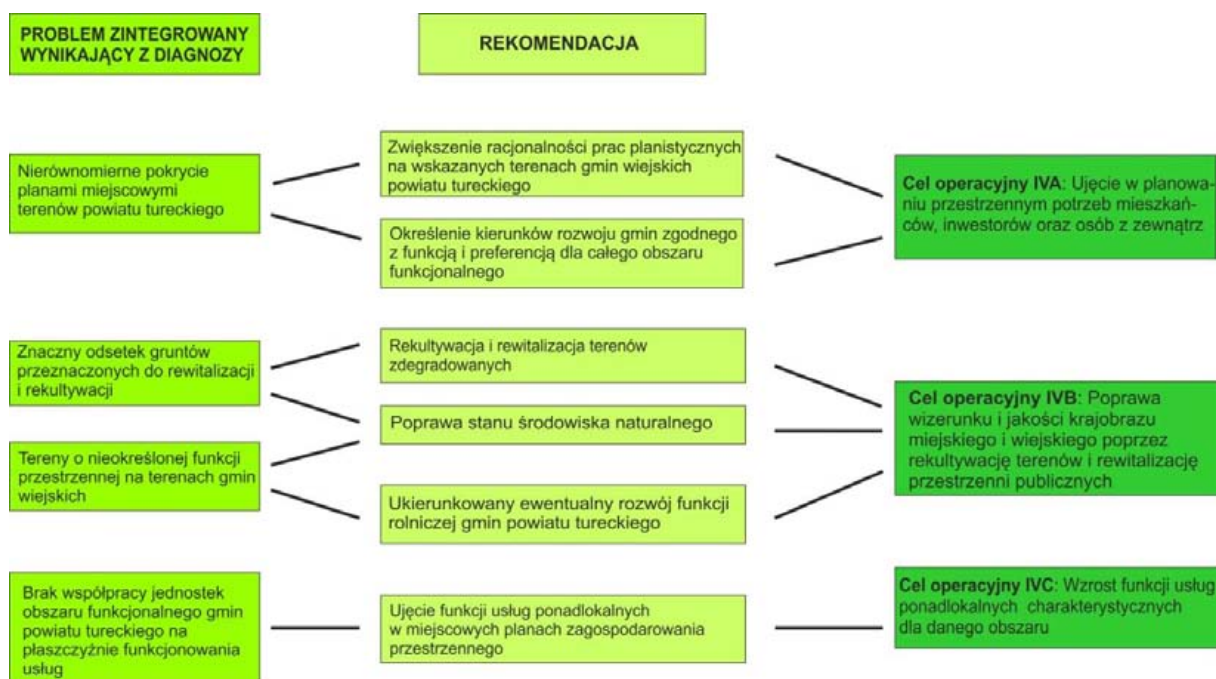 PROBLEM ZINTEGROWANY
WYNIKAJĄCY Z DIAGNOZY
REKOMENDACJA
Nierównomierne pokrycie
planami miejscowymi
terenów powiatu tureckiego
Zwiększenie racjonalności prac planistycznych
na wskazanych terenach gmin wiejskich
powiatu tureckiego
Określenie kierunków rozwoju gmin zgodnego
z funkcją i preferencją dla całego obszaru
funkcjonalnego
Cel operacyjny IVA: Ujęcie w planowa-
niu przestrzennym potrzeb mieszkań-
ców, inwestorów oraz osób z zewnątrz
Znaczny odsetek gruntów
przeznaczonych do rewitalizacji
i rekultywacji
Tereny o nieokreślonej funkcji
przestrzennej na terenach gmin
wiejskich
Rekultywacja i rewitalizacja terenów
zdegradowanych
Poprawa stanu środowiska naturalnego
Ukierunkowany ewentualny rozwój funkcji
rolniczej gmin powiatu tureckiego
Cel operacyjny IVB: Poprawa
wizerunku i jakości krajobrazu
miejskiego i wiejskiego poprzez
rekultywację terenów i rewitalizację
przestrzeni publicznych
Brak współpracy jednostek
obszaru funkcjonalnego gmin
powiatu tureckiego na
płaszczyźnie funkcjonowania
usług
Ujęcie funkcji usług ponadlokalnych
w miejscowych planach zagospodarowania
przestrzennego
Cel operacyjny IVC: Wzrost funkcji usług
ponadlokalnych charakterystycznych
dla danego obszaru